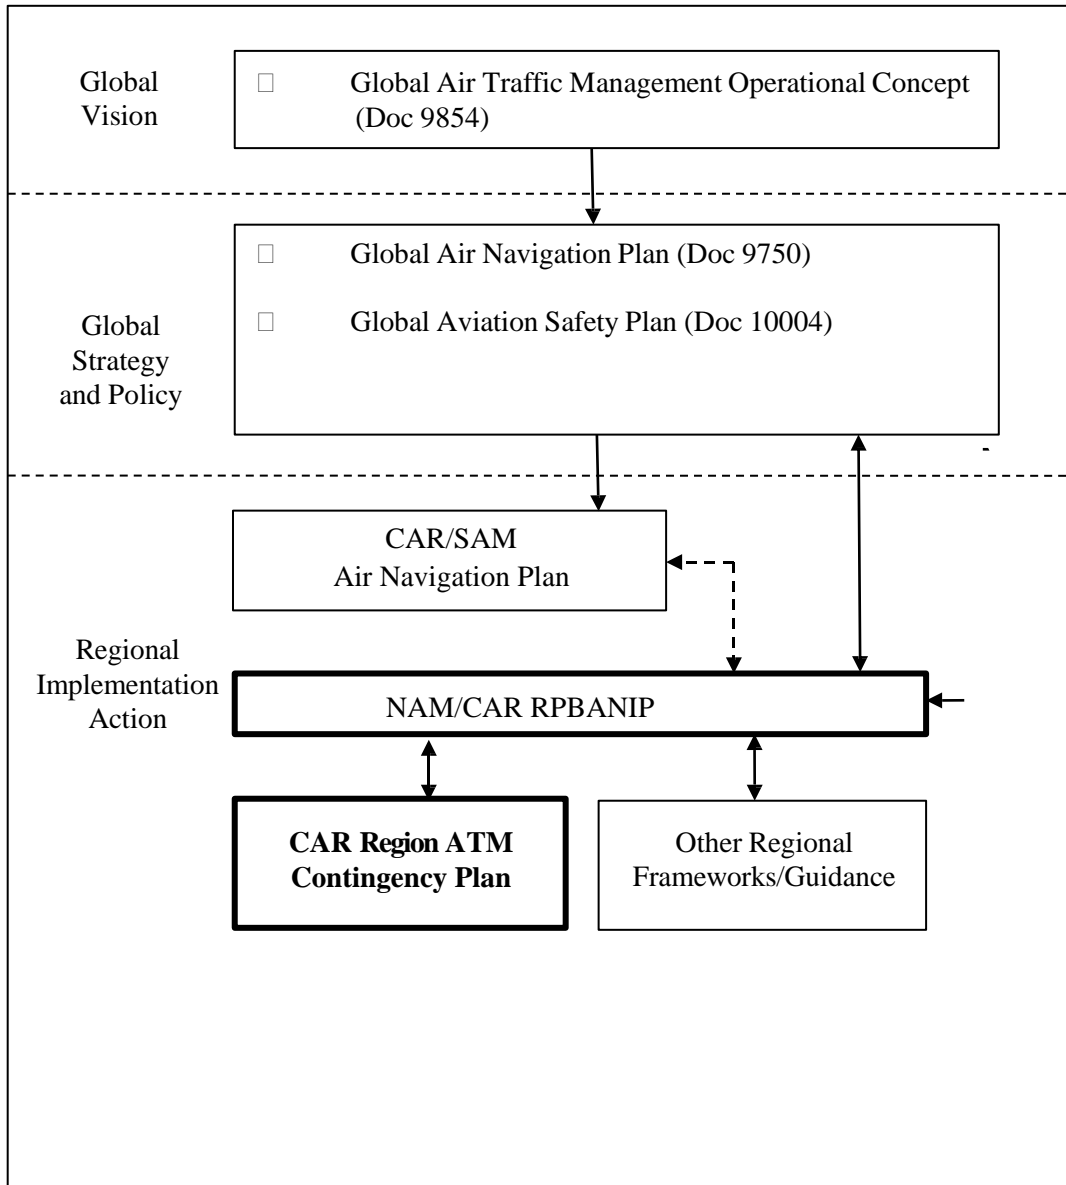 Global
Vision
□ Global Air Traffic Management Operational Concept
(Doc 9854)
□ Global Air Navigation Plan (Doc 9750)
□ Global Aviation Safety Plan (Doc 10004)
Global
Strategy
and Policy
CAR/SAM
Air Navigation Plan
Regional
Implementation
Action
NAM/CAR RPBANIP
CAR Region ATM
Contingency Plan
Other Regional
Frameworks/Guidance